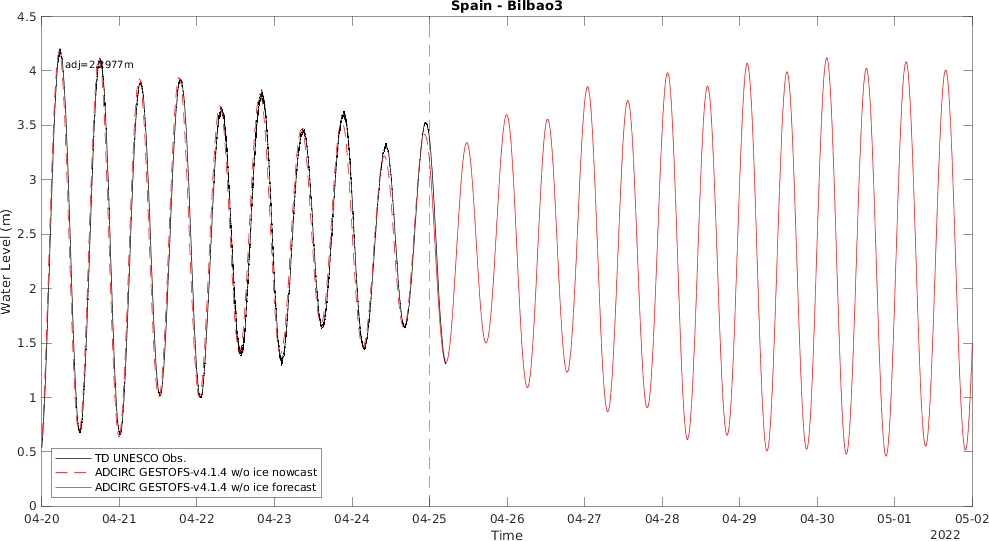 Spain - Bilbao3
4.5
4
3.5
3
2.5
2
1.5
1
0.5
0
Water Level (m)
TD UNESCO Obs.
ADCIRC GESTOFS-v4.1.4 w/o ice nowcast
ADCIRC GESTOFS-v4.1.4 w/o ice forecast
04-20 04-21 04-22 04-23 04-24 04-25 04-26 04-27 04-28 04-29 04-30 05-01 05-02
Time
2022